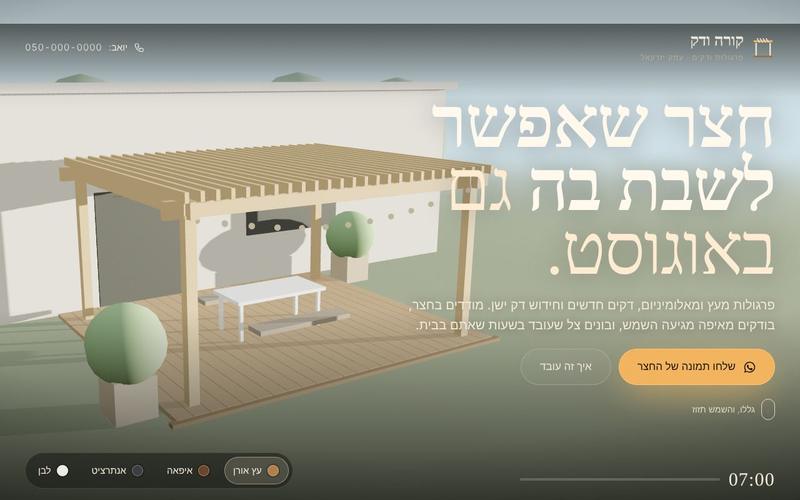 קורה ודק
פרגולות ודקים · עמק יזרעאל
יואב: 050-000-0000
חצר שאפשר
לשבת בה גם
באוגוסט.
פרגולות מעץ ומאלומיניום, דקים חדשים וחידוש דק ישן. מודדים בחצר,
בודקים מאיפה מגיעה השמש, ובונים צל שעובד בשעות שאתם בבית.
שלחו תמונה של החצר
איך זה עובד
גללו, והשמש תזוז
עץ אורן
איפאה
אנתרציט
לבן
07:00